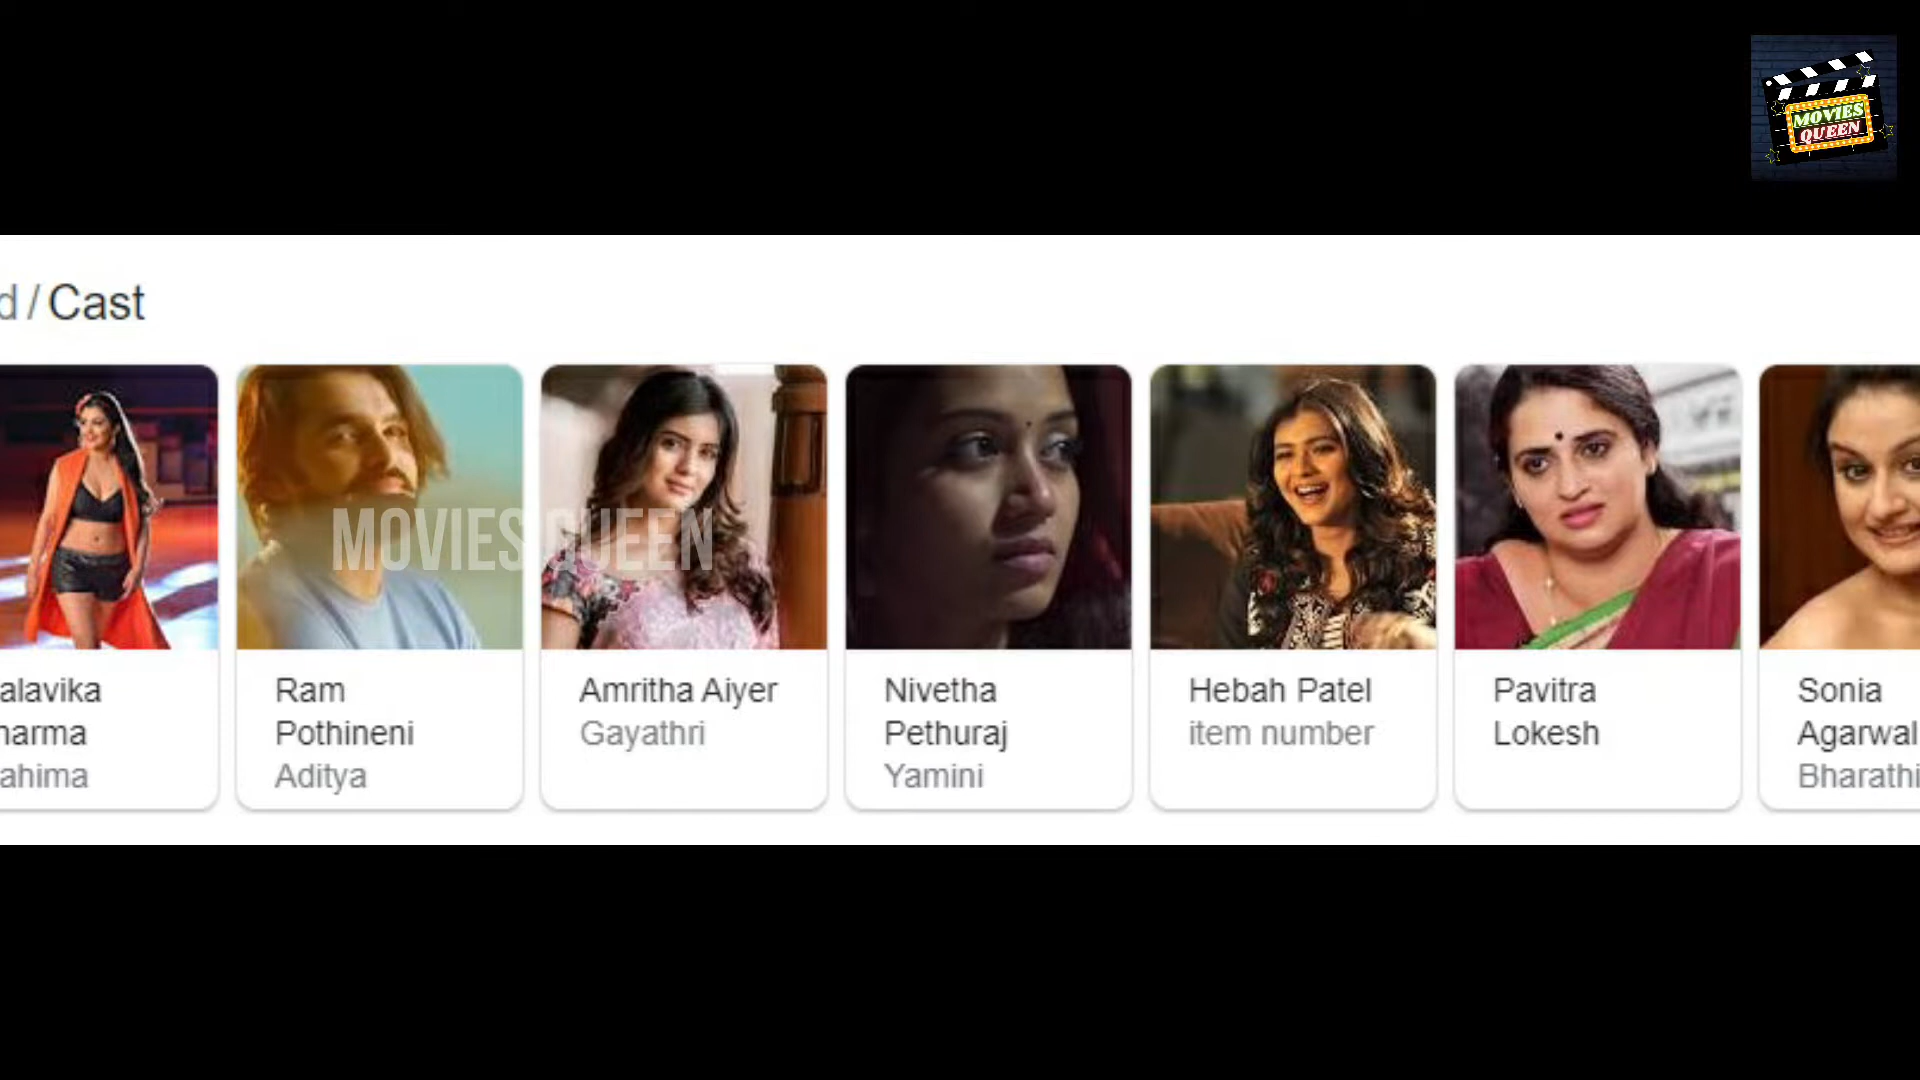 MOVIES
QUEEN
d / Cast
alavika
harma
ahima
Ram
Pothineni
Aditya
Amritha Aiyer
Gayathri
Nivetha
Pethuraj
Yamini
Hebah Patel
item number
Pavitra
Lokesh
Sonia
Agarwal
Bharathi
MOVIES QUEEN